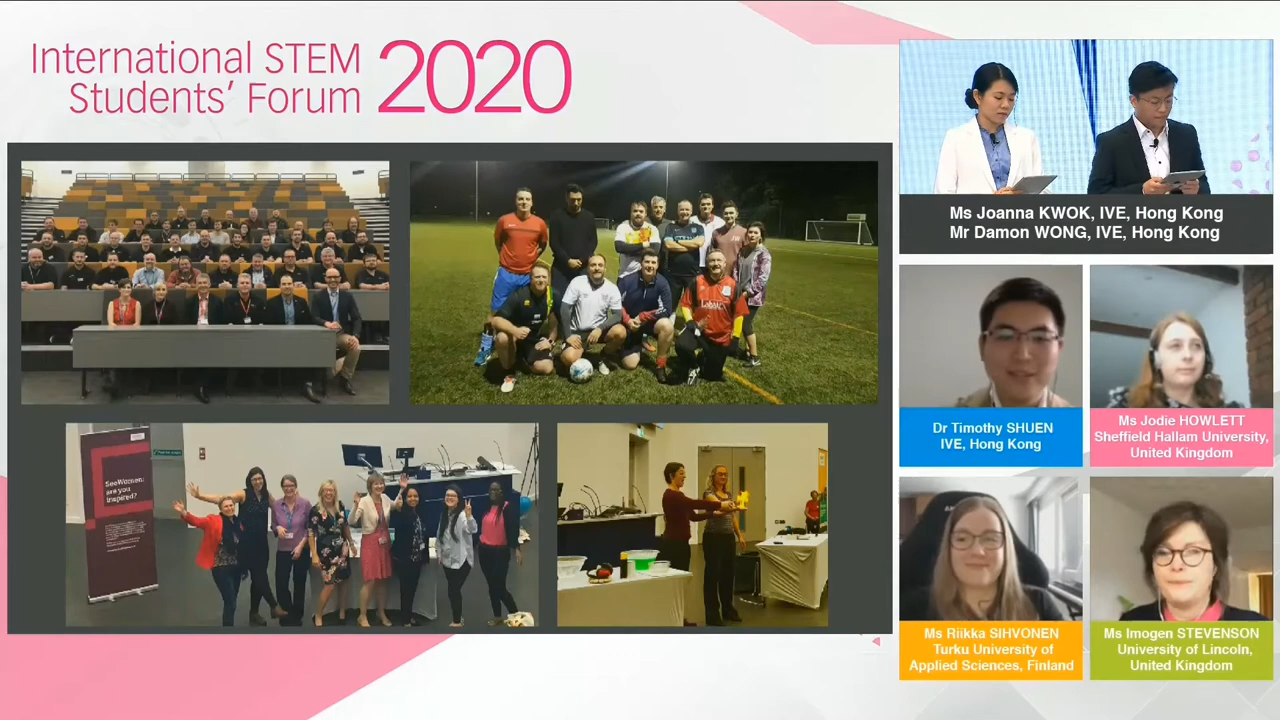 International STEM
Students' Forum 2020
SeeWomen:
are you
inspired?
Ms Joanna KWOK, IVE, Hong Kong
Mr Damon WONG, IVE, Hong Kong
Dr Timothy SHUEN
IVE, Hong Kong
Ms Jodie HOWLETT
Sheffield Hallam University,
United Kingdom
Ms Riikka SIHVONEN
Turku University of
Applied Sciences, Finland
Ms Imogen STEVENSON
University of Lincoln,
United Kingdom